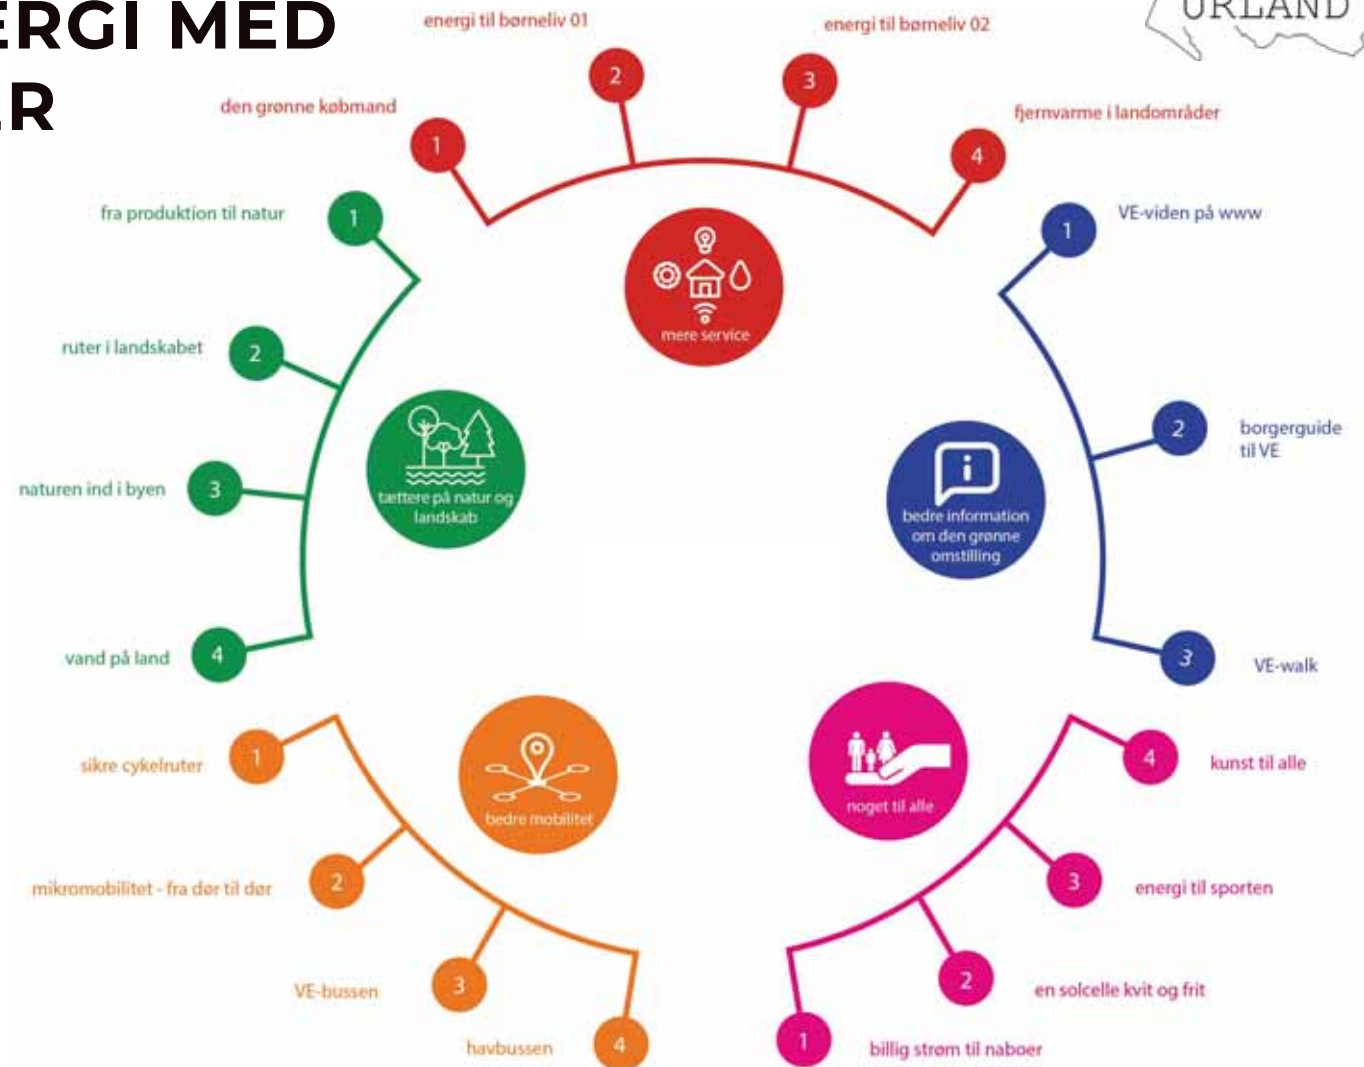 ERGI MED
ER
URLAND
energi til børneliv 01
energi til børneliv 02
2
3
den grønne købmand
1
fjernvarme i landområder
4
mere service
fra produktion til natur
1
ruter i landskabet
2
naturen ind i byen
3
vand på land
4
tættere på natur og
landskab
VE-viden på www
1
borgerguide
til VE
2
VE-walk
3
bedre information
om den grønne
omstilling
sikre cykelruter
1
mikromobilitet - fra dør til dør
2
VE-bussen
3
havbussen
4
bedre mobilitet
noget til alle
4
kunst til alle
3
energi til sporten
2
en solcelle kvit og frit
1
billig strøm til naboer